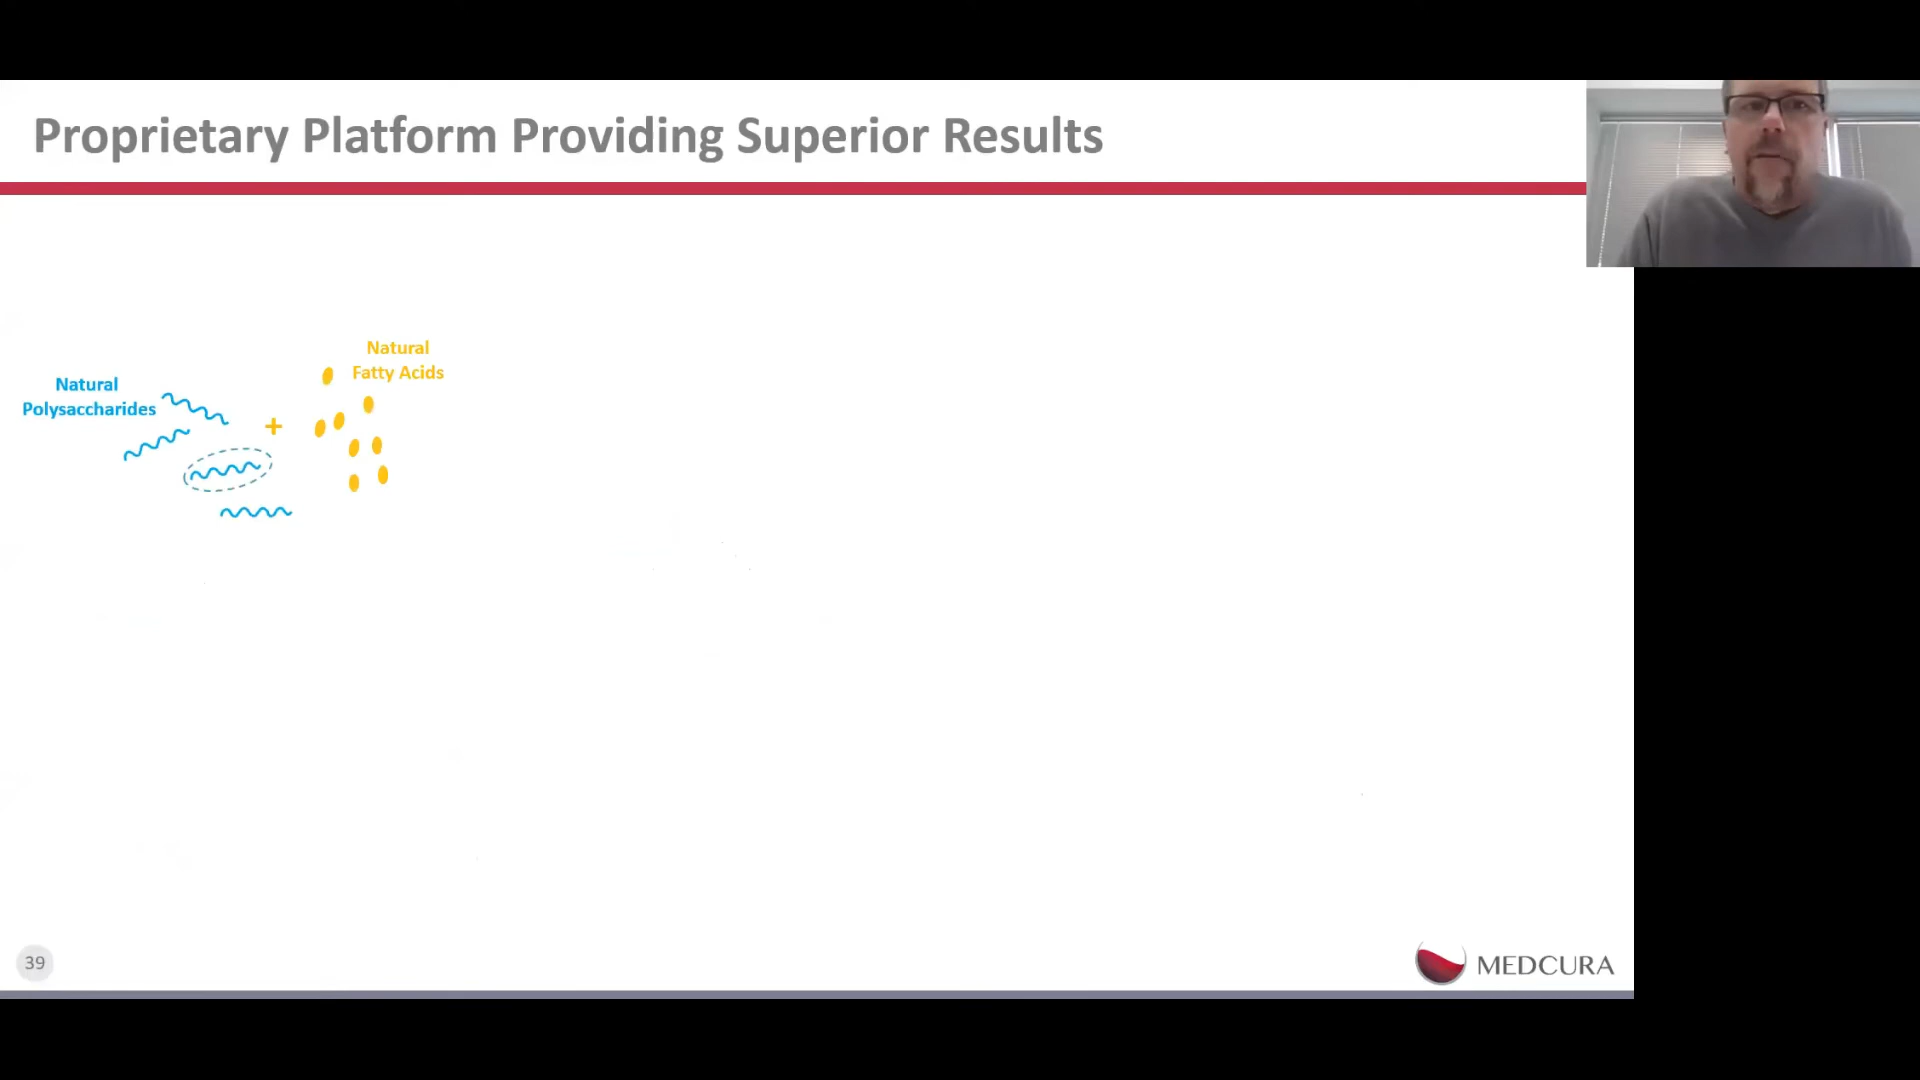 Proprietary Platform Providing Superior Results
Natural
Fatty Acids
Natural
Polysaccharides
+
39
MEDCURA